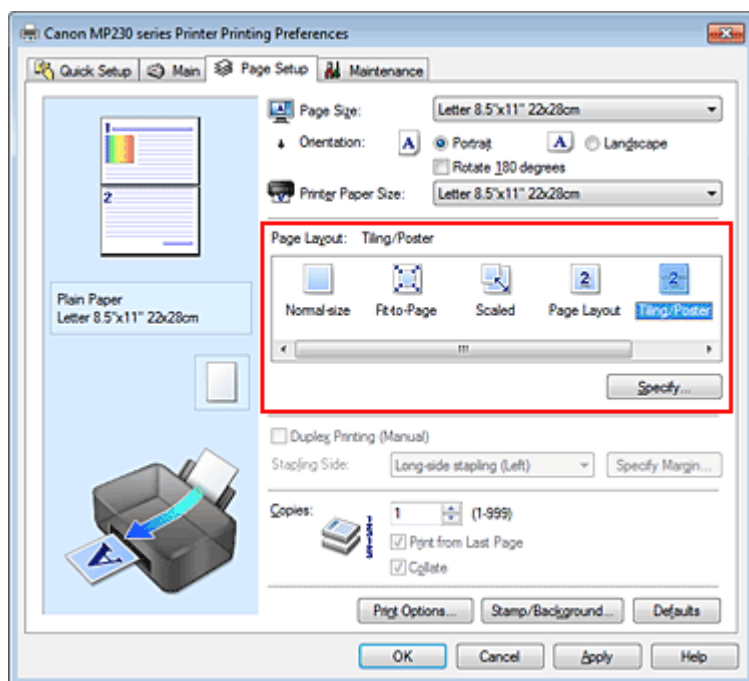 Canon MP230 series Printer Printing Preferences
Quick Setup Main Page Setup Maintenance
Page Size: Letter 8.5"x11" 22x28cm
Orientation: A Portrait A Landscape
Rotate 180 degrees
Printer Paper Size: Letter 8.5"x11" 22x28cm
1
2
Page Layout: Tiling/Poster
2 2
Normal-size Fit-to-Page Scaled Page Layout Tiling/Poster
Plain Paper
Letter 8.5"x11" 22x28cm
Specify...
Duplex Printing (Manual)
Stapling Side: Long-side stapling (Left) Specify Margin...
Copies: 1 (1-999)
Print from Last Page
Collate
A
Print Options... Stamp/Background... Defaults
OK Cancel Apply Help